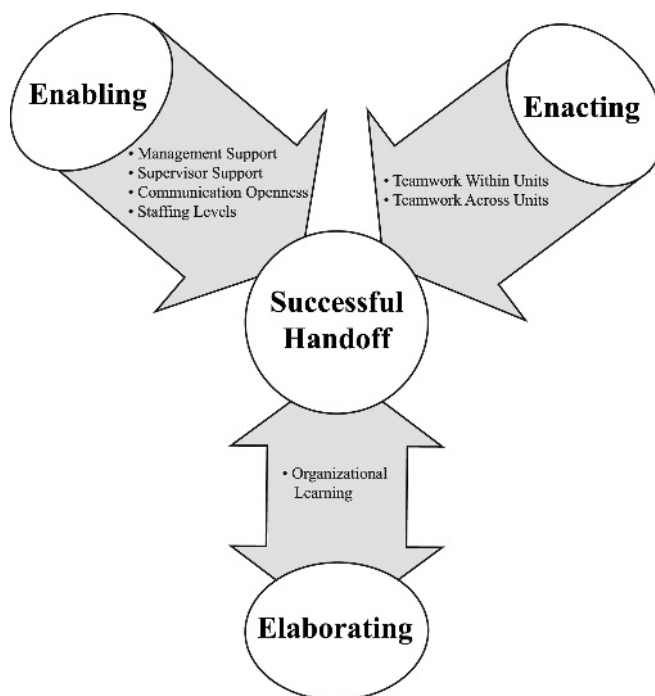 Enabling
• Management Support
• Supervisor Support
• Communication Openness
• Staffing Levels
Enacting
• Teamwork Within Units
• Teamwork Across Units
Successful
Handoff
• Organizational
Learning
Elaborating